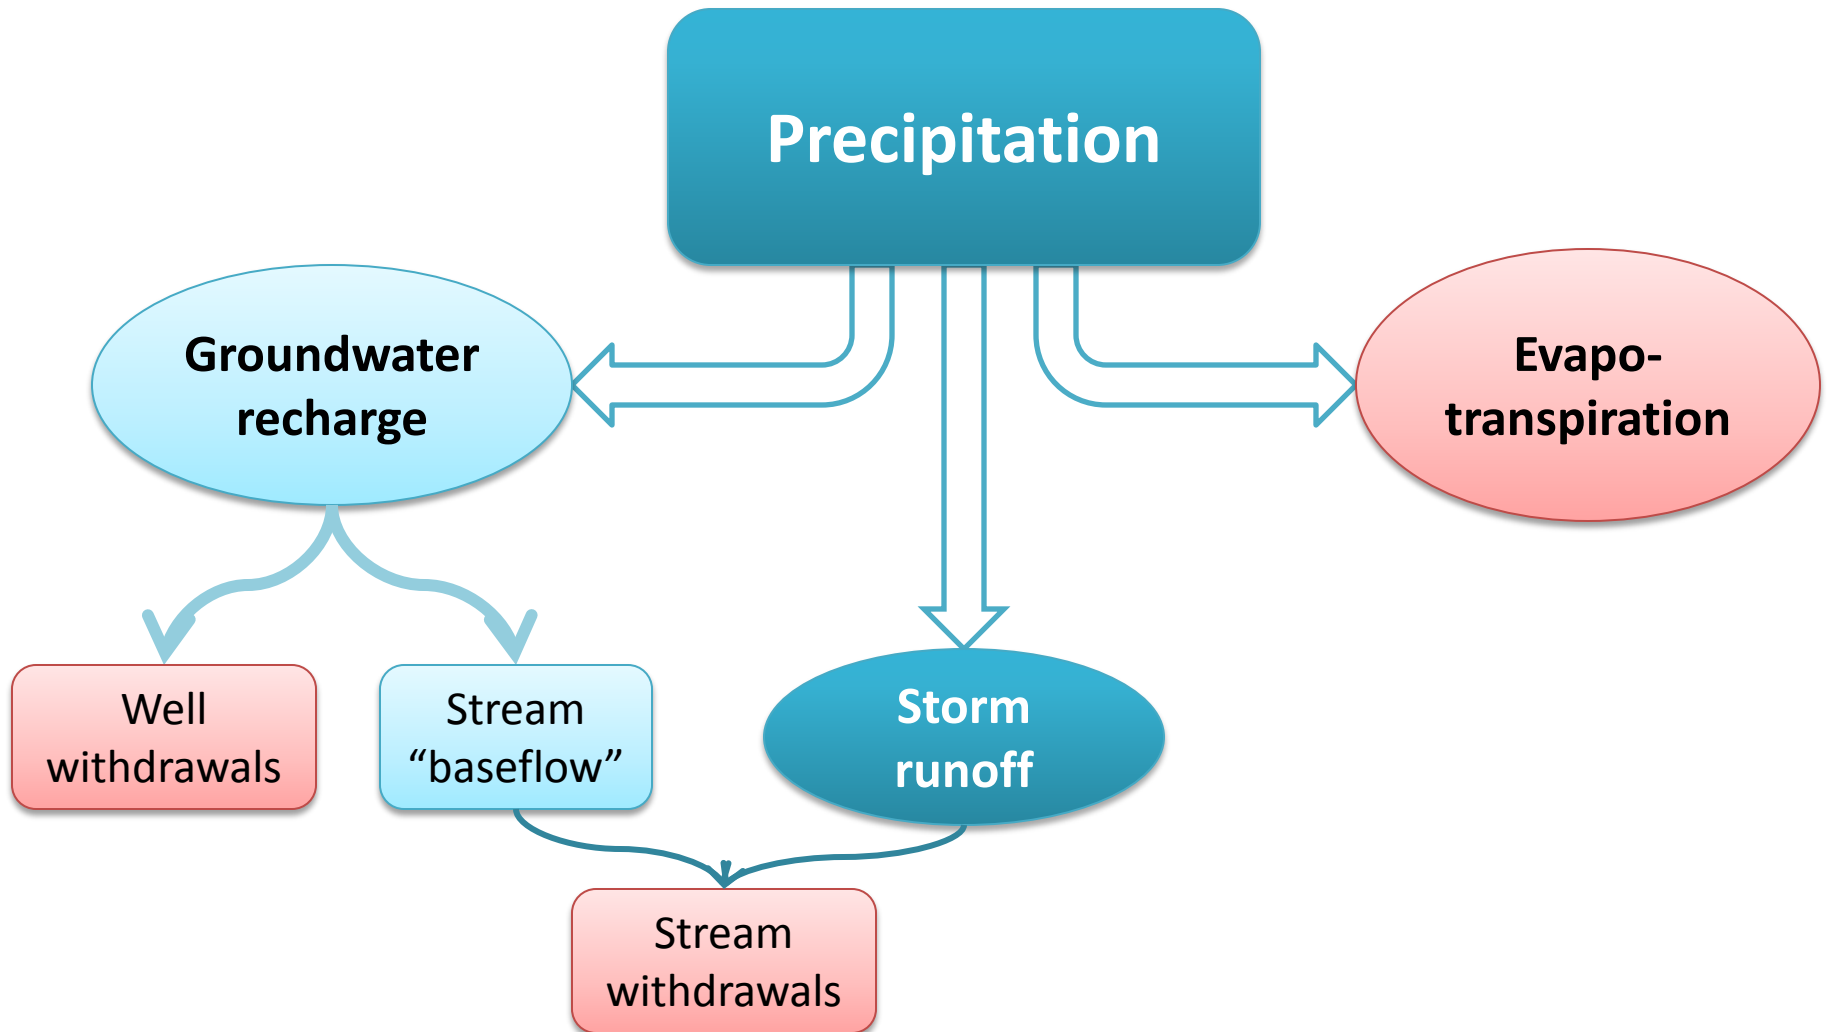 Precipitation
Groundwater
recharge
Evapo-
transpiration
Well
withdrawals
Stream
“baseflow”
Storm
runoff
Stream
withdrawals